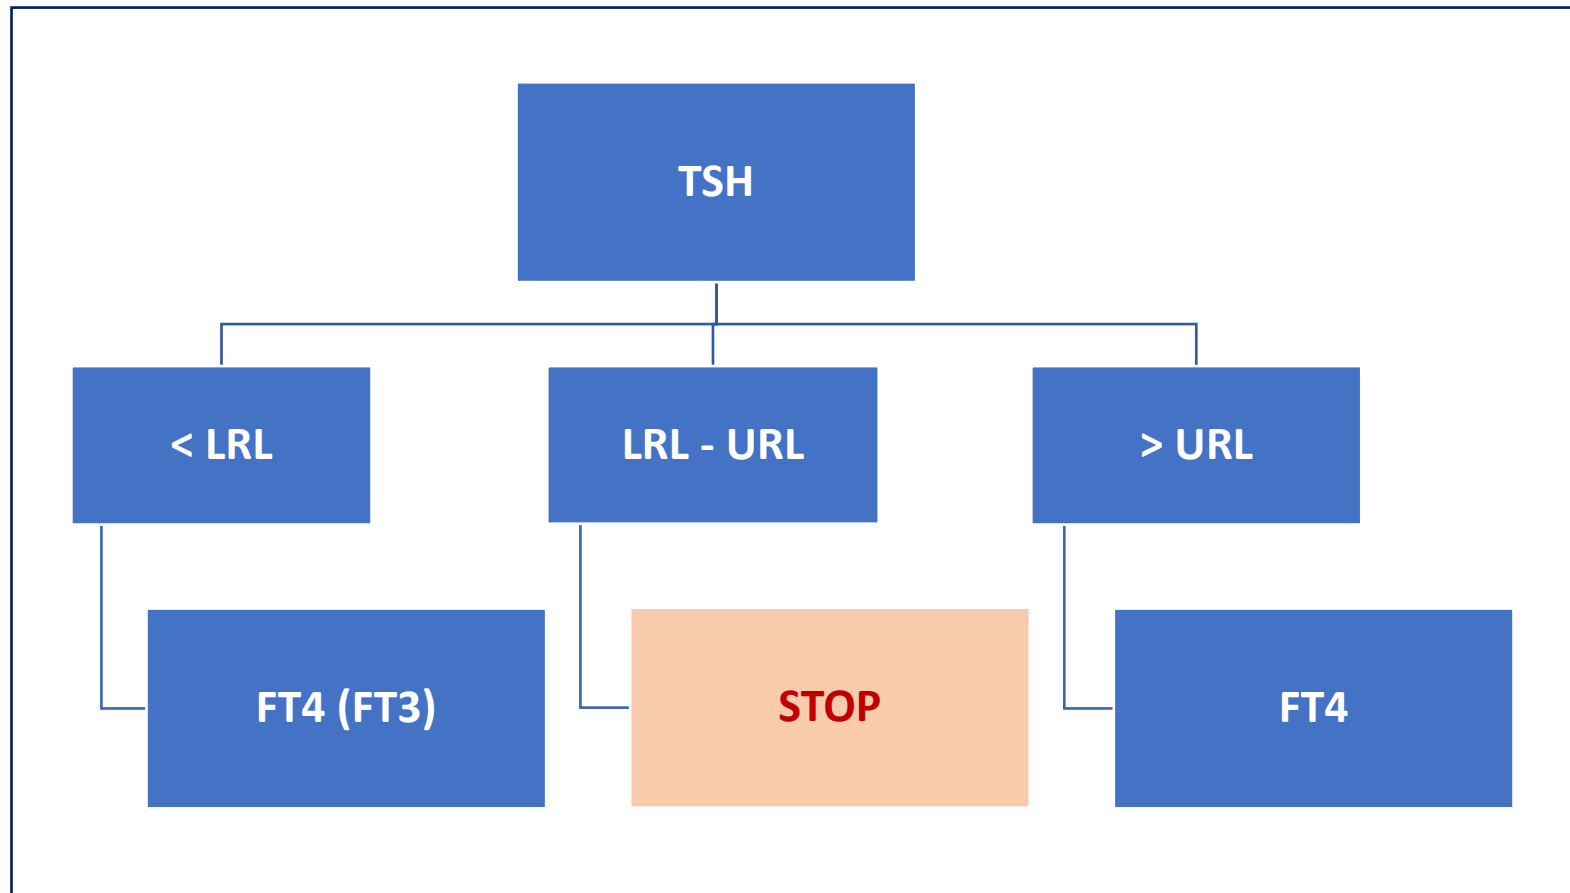 TSH
< LRL
LRL - URL
> URL
FT4 (FT3)
STOP
FT4